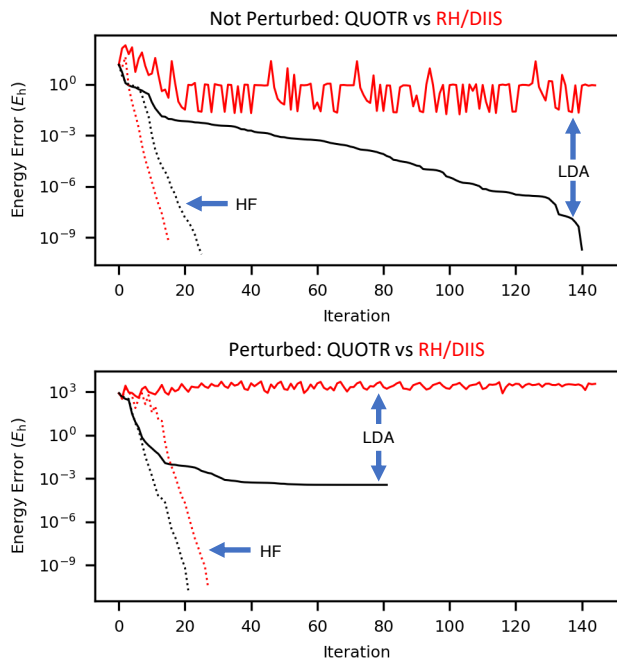 Not Perturbed: QUOTR vs RH/DIIS
Energy Error (E_h)
10^0
10^-3
10^-6
10^-9
LDA
HF
0 20 40 60 80 100 120 140
Iteration
Perturbed: QUOTR vs RH/DIIS
Energy Error (E_h)
10^3
10^0
10^-3
10^-6
10^-9
LDA
HF
0 20 40 60 80 100 120 140
Iteration